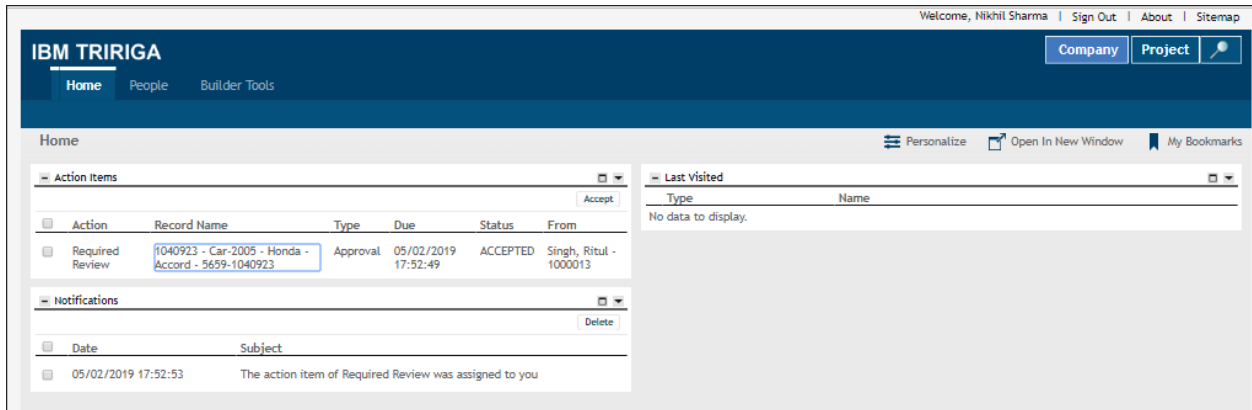 Welcome, Nikhil Sharma | Sign Out | About | Sitemap
IBM TRIRIGA
Company Project
Home People Builder Tools
Home
Personalize Open In New Window My Bookmarks
Action Items
Accept
Action Record Name Type Due Status From
Required 1040923 - Car-2005 - Honda - Approval 05/02/2019 ACCEPTED Singh, Ritul -
Review Accord - 5659-1040923 17:52:49 1000013
Notifications
Delete
Date Subject
05/02/2019 17:52:53 The action item of Required Review was assigned to you
Last Visited
Type Name
No data to display.